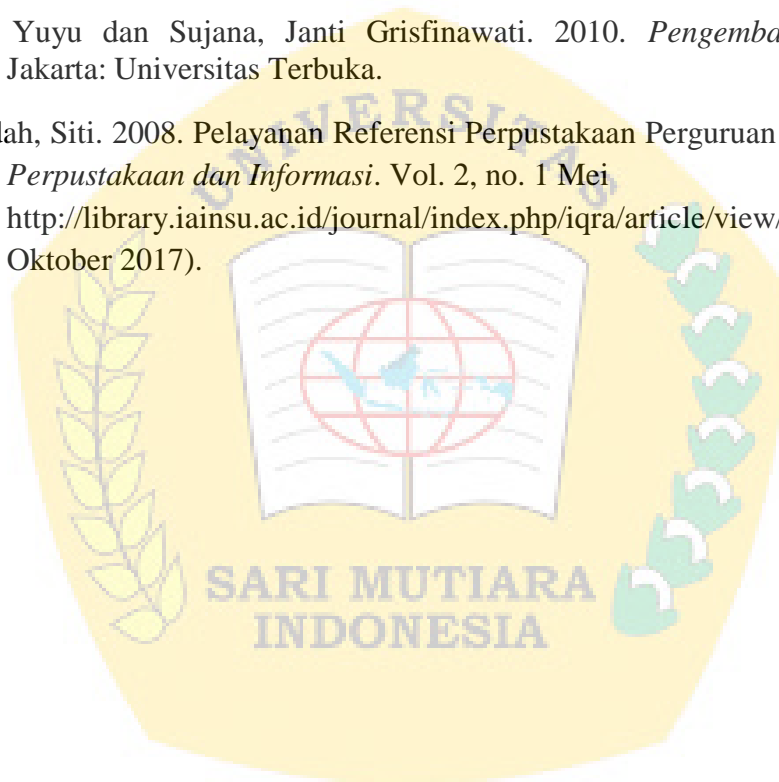 Yuyu dan Sujana, Janti Grisfinawati. 2010. Pengemba
Jakarta: Universitas Terbuka.
lah, Siti. 2008. Pelayanan Referensi Perpustakaan Perguruan
Perpustakaan dan Informasi. Vol. 2, no. 1 Mei
http://library.iainsu.ac.id/journal/index.php/iqra/article/view/
Oktober 2017).
UNIVERSITAS
SARI MUTIARA
INDONESIA